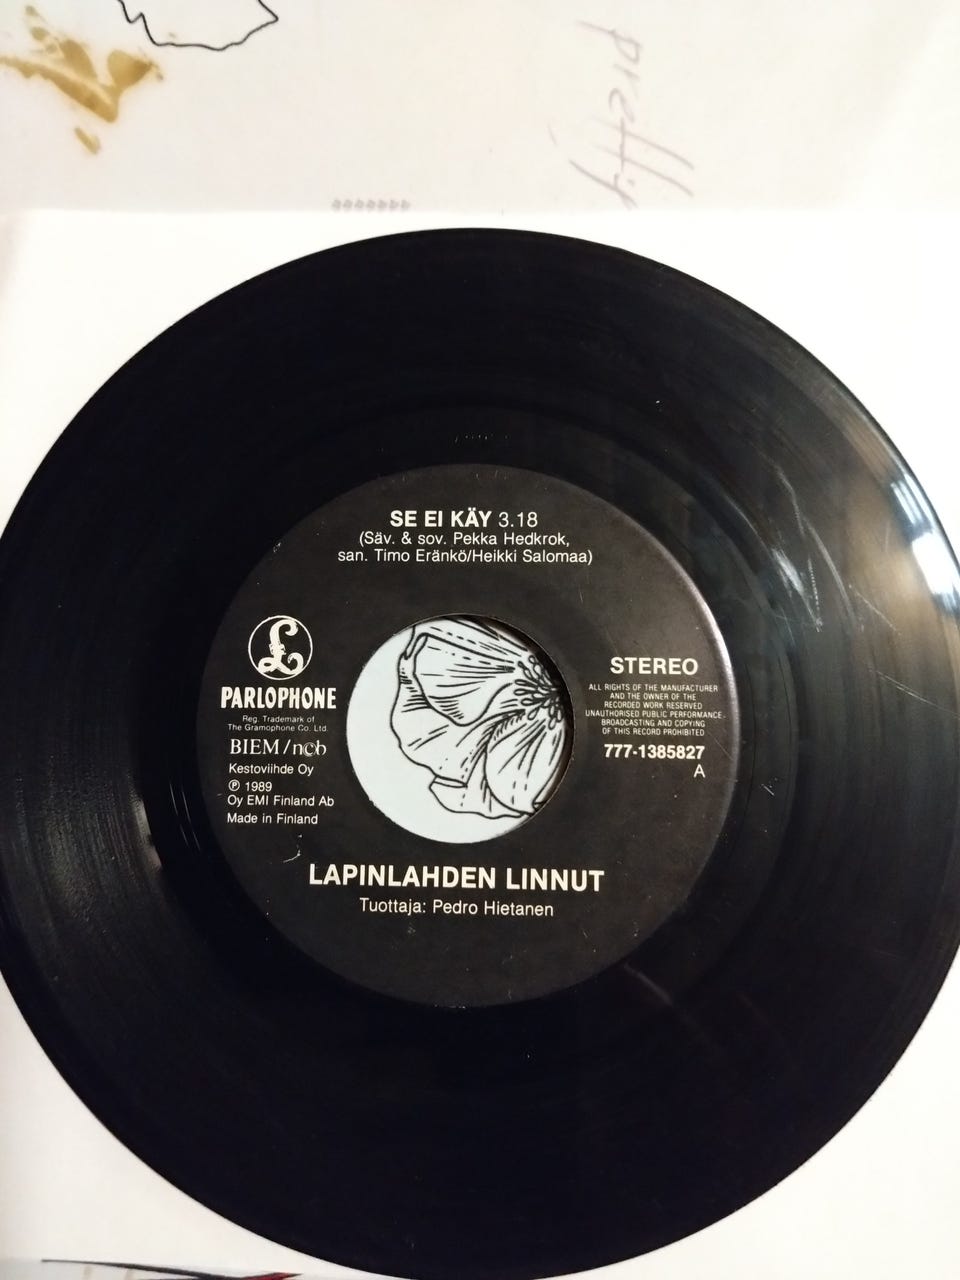 pretty
SE EI KÄY 3.18
(Säv. & sov. Pekka Hedkrok,
san. Timo Eränkö/Heikki Salomaa)
£
PARLOPHONE
Reg. Trademark of
The Gramophone Co. Ltd.
BIEM/ncb
Kestoviihde Oy
℗ 1989
Oy EMI Finland Ab
Made in Finland
STEREO
ALL RIGHTS OF THE MANUFACTURER
AND THE OWNER OF THE
RECORDED WORK RESERVED
UNAUTHORISED PUBLIC PERFORMANCE.
BROADCASTING AND COPYING
OF THIS RECORD PROHIBITED
777-1385827
A
LAPINLAHDEN LINNUT
Tuottaja: Pedro Hietanen